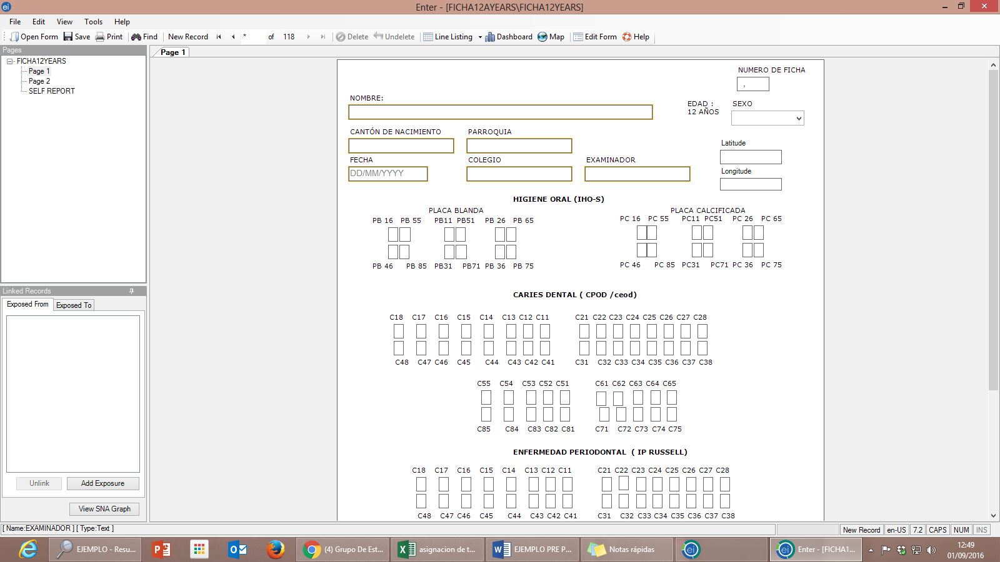 Enter - [FICHA12AYEARS\FICHA12YEARS]
File Edit View Tools Help
Open Form Save Print Find New Record * of 118 Delete Undelete Line Listing Dashboard Map Edit Form Help
Pages
FICHA12YEARS
Page 1
Page 2
SELF REPORT
Linked Records
Exposed From Exposed To
Unlink Add Exposure
View SNA Graph
Page 1
NUMERO DE FICHA
,
NOMBRE:
EDAD : SEXO
12 AÑOS
CANTÓN DE NACIMIENTO PARROQUIA
Latitude
FECHA COLEGIO EXAMINADOR
DD/MM/YYYY
Longitude
HIGIENE ORAL (IHO-S)
PLACA BLANDA PLACA CALCIFICADA
PB 16 PB 55 PB11 PB51 PB 26 PB 65 PC 16 PC 55 PC11 PC51 PC 26 PC 65
PB 46 PB 85 PB31 PB71 PB 36 PB 75 PC 46 PC 85 PC31 PC71 PC 36 PC 75
CARIES DENTAL ( CPOD /ceod)
C18 C17 C16 C15 C14 C13 C12 C11 C21 C22 C23 C24 C25 C26 C27 C28
C48 C47 C46 C45 C44 C43 C42 C41 C31 C32 C33 C34 C35 C36 C37 C38
C55 C54 C53 C52 C51 C61 C62 C63 C64 C65
C85 C84 C83 C82 C81 C71 C72 C73 C74 C75
ENFERMEDAD PERIODONTAL ( IP RUSSELL)
C18 C17 C16 C15 C14 C13 C12 C11 C21 C22 C23 C24 C25 C26 C27 C28
C48 C47 C46 C45 C44 C43 C42 C41 C31 C32 C33 C34 C35 C36 C37 C38
[ Name:EXAMINADOR ] [ Type:Text ] New Record en-US 7.2 CAPS NUM INS
EJEMPLO - Resu... (4) Grupo De Est... asignacion de t... EJEMPLO PRE P... Notas rápidas Enter - [FICHA1... 12:49
01/09/2016